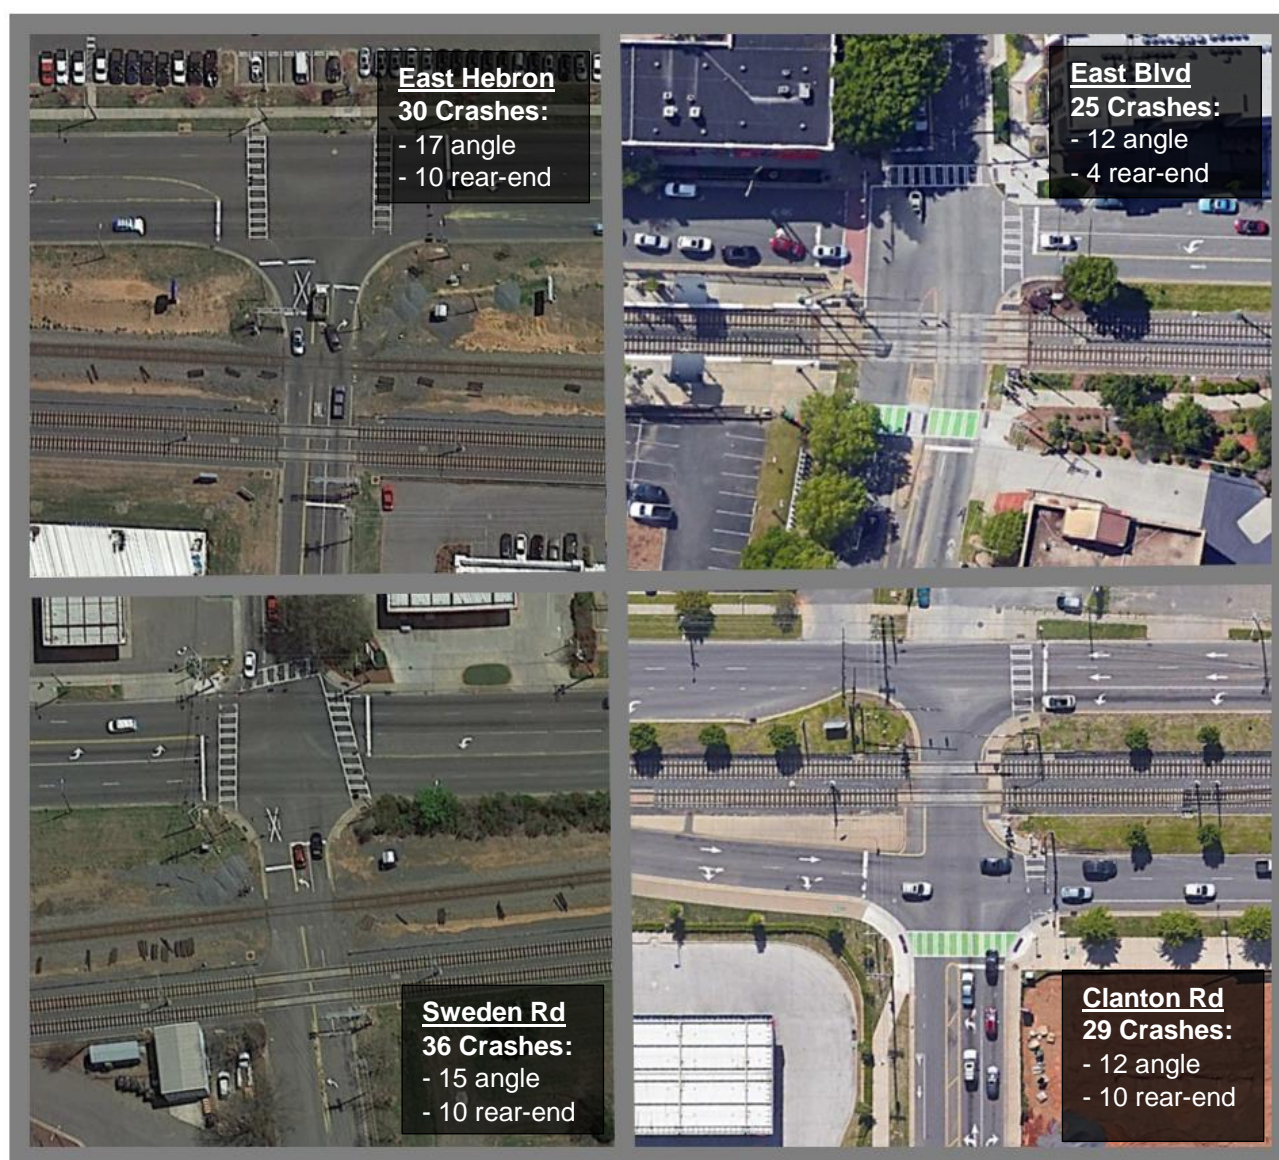 East Hebron
30 Crashes:
- 17 angle
- 10 rear-end
East Blvd
25 Crashes:
- 12 angle
- 4 rear-end
Sweden Rd
36 Crashes:
- 15 angle
- 10 rear-end
Clanton Rd
29 Crashes:
- 12 angle
- 10 rear-end